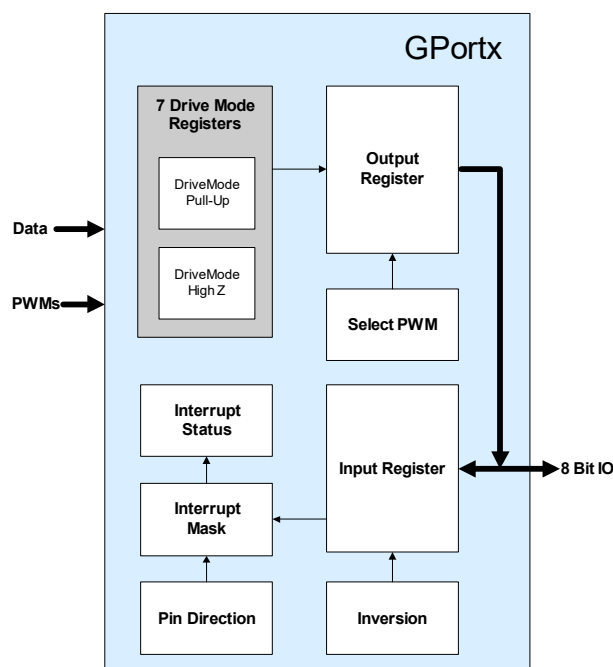 GPortx
7 Drive Mode
Registers
DriveMode
Pull-Up
DriveMode
High Z
Output
Register
Data
PWMs
Select PWM
Interrupt
Status
Input Register
8 Bit IO
Interrupt
Mask
Pin Direction
Inversion